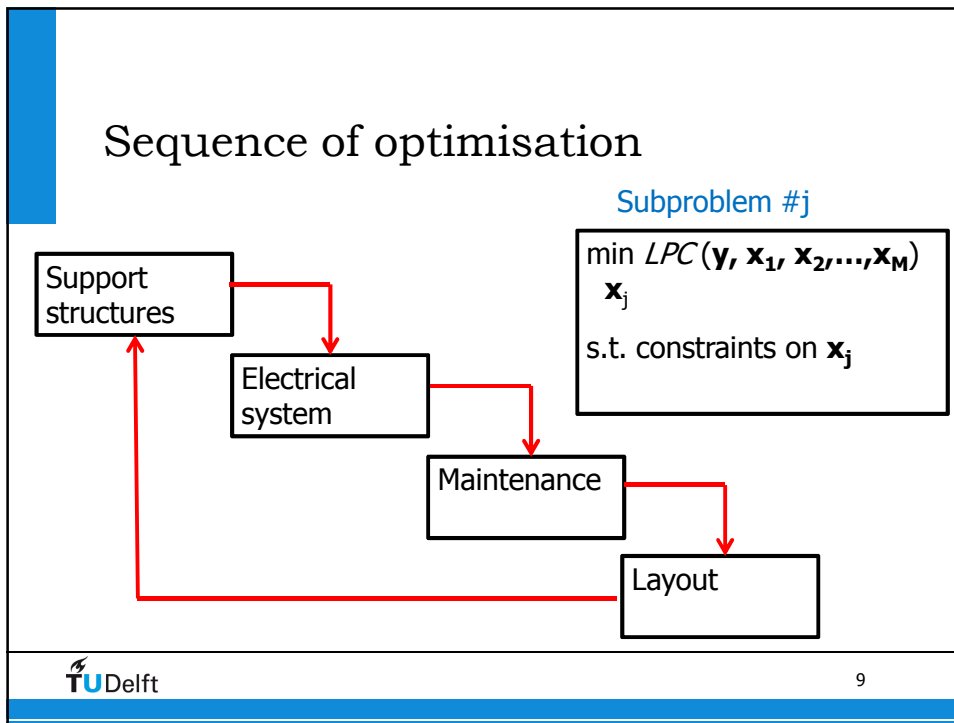 Sequence of optimisation
Subproblem #j
min LPC (y, x1, x2,...,xM)
xj
s.t. constraints on xj
Support
structures
Electrical
system
Maintenance
Layout
TUDelft
9